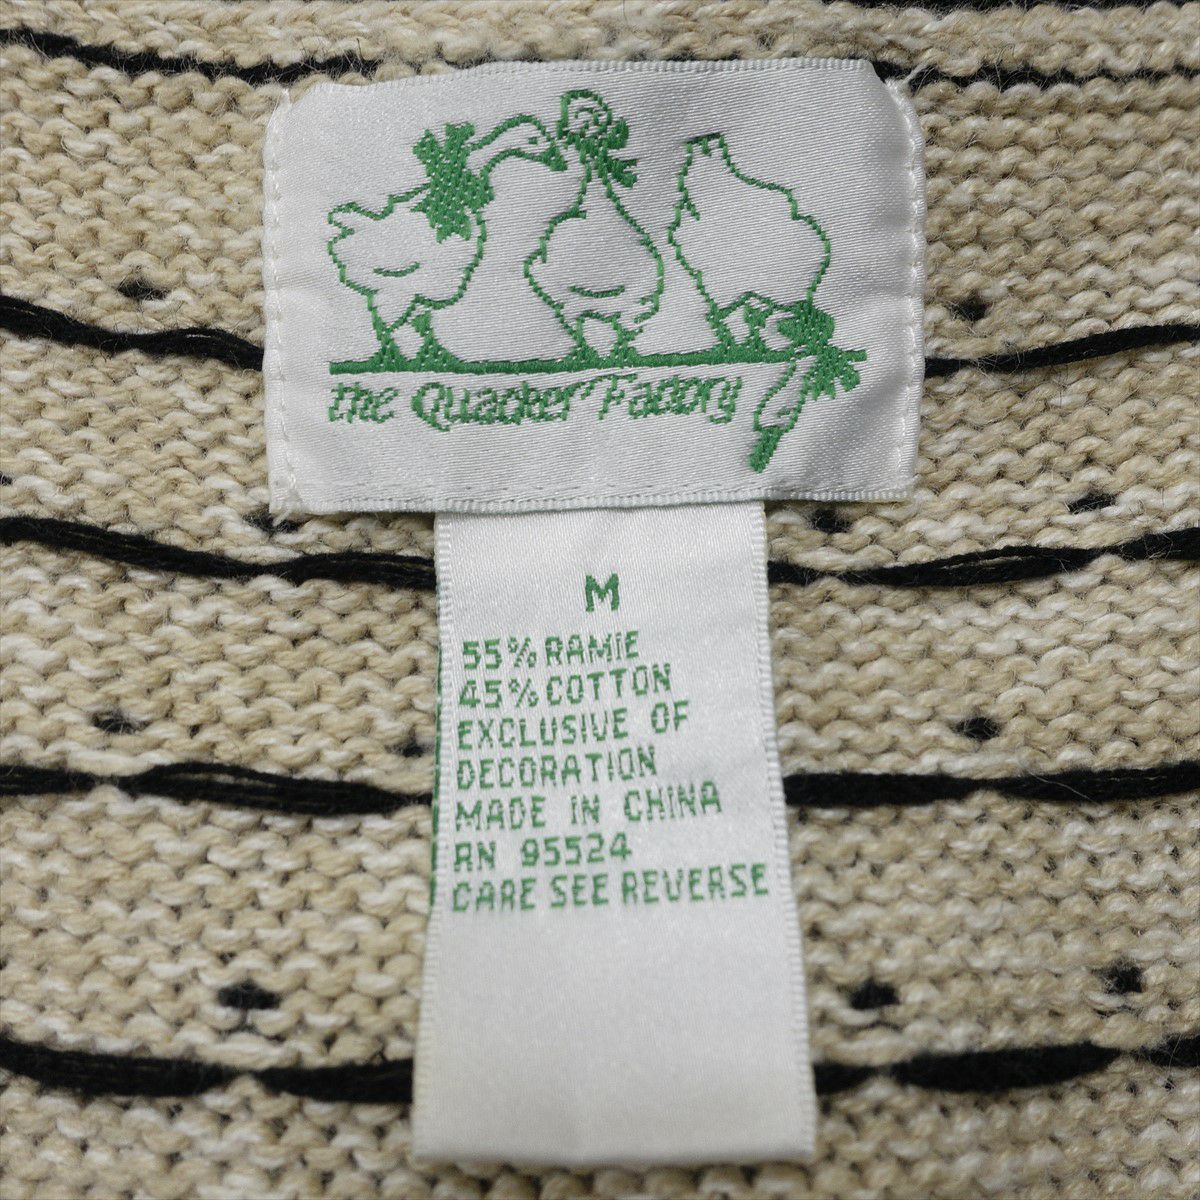 the Quacker Factory
M
55% RAMIE
45% COTTON
EXCLUSIVE OF
DECORATION
MADE IN CHINA
RN 95524
CARE SEE REVERSE